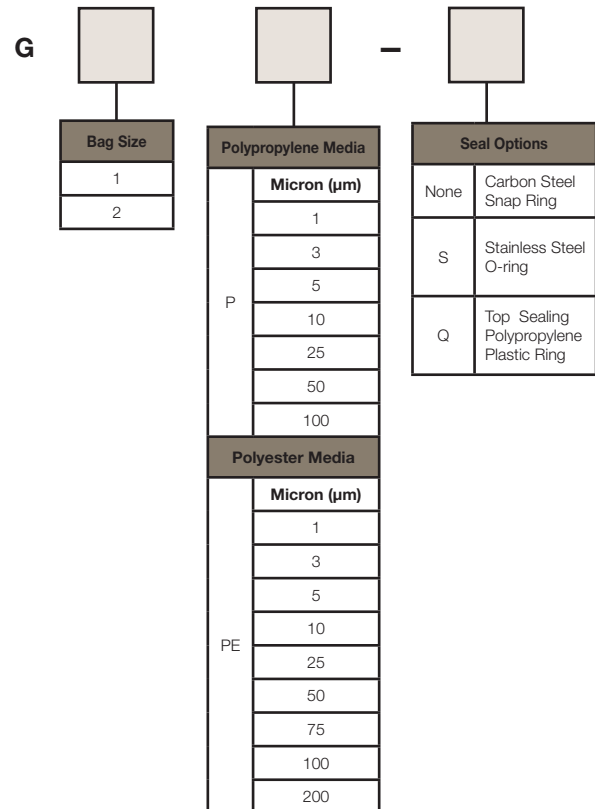 G –
Bag Size
1
2
Polypropylene Media
P
Micron (µm)
1
3
5
10
25
50
100
Polyester Media
PE
Micron (µm)
1
3
5
10
25
50
75
100
200
Seal Options
None
Carbon Steel
Snap Ring
S
Stainless Steel
O-ring
Q
Top Sealing
Polypropylene
Plastic Ring